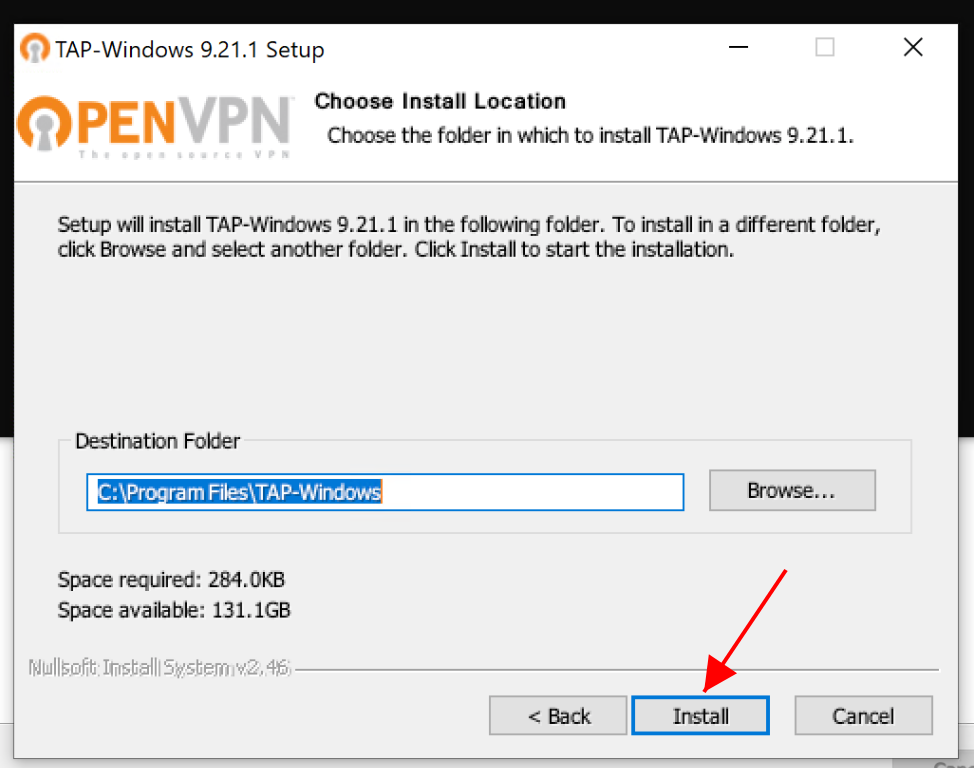 TAP-Windows 9.21.1 Setup
OPENVPN™
The open source VPN
Choose Install Location
Choose the folder in which to install TAP-Windows 9.21.1.
Setup will install TAP-Windows 9.21.1 in the following folder. To install in a different folder,
click Browse and select another folder. Click Install to start the installation.
Destination Folder
C:\Program Files\TAP-Windows
Browse...
Space required: 284.0KB
Space available: 131.1GB
Nullsoft Install System v2.46
< Back
Install
Cancel